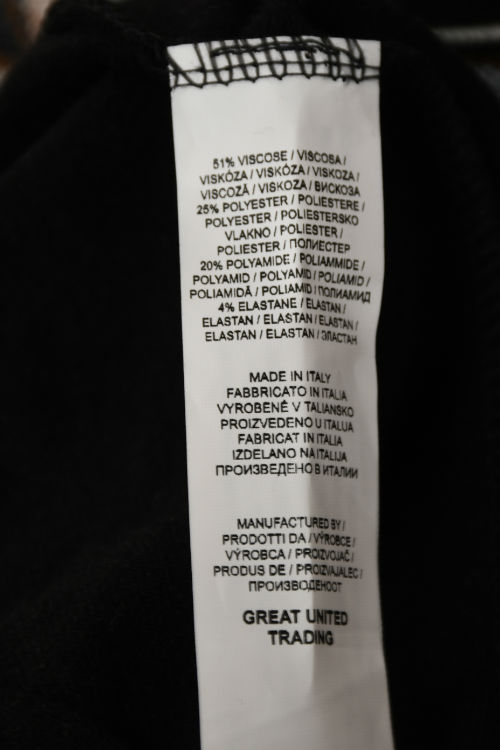 51% VISCOSE / VISCOSA /
VISKÓZA / VISKÓZA / VISKOZA /
VISCOZĂ / VISKOZA / ВИСКОЗА
25% POLYESTER / POLIESTERE /
POLYESTER / POLIESTERSKO
VLAKNO / POLIESTER /
POLIESTER / ПОЛИЕСТЕР
20% POLYAMIDE / POLIAMMIDE /
POLYAMID / POLYAMID / POLIAMID /
POLIAMIDĂ / POLIAMID / ПОЛИАМИД
4% ELASTANE / ELASTAN /
ELASTAN / ELASTAN / ELASTAN /
ELASTAN / ELASTAN / ЭЛАСТАН
MADE IN ITALY
FABBRICATO IN ITALIA
VYROBENÉ V TALIANSKO
PROIZVEDENO U ITALIJA
FABRICAT IN ITALIA
IZDELANO NA ITALIJA
ПРОИЗВЕДЕНО В ИТАЛИИ
MANUFACTURED BY /
PRODOTTI DA / VÝROBCE /
VÝROBCA / PROIZVOJAČ /
PRODUS DE / PROIZVAJALEC /
ПРОИЗВОДЕН ОТ
GREAT UNITED
TRADING